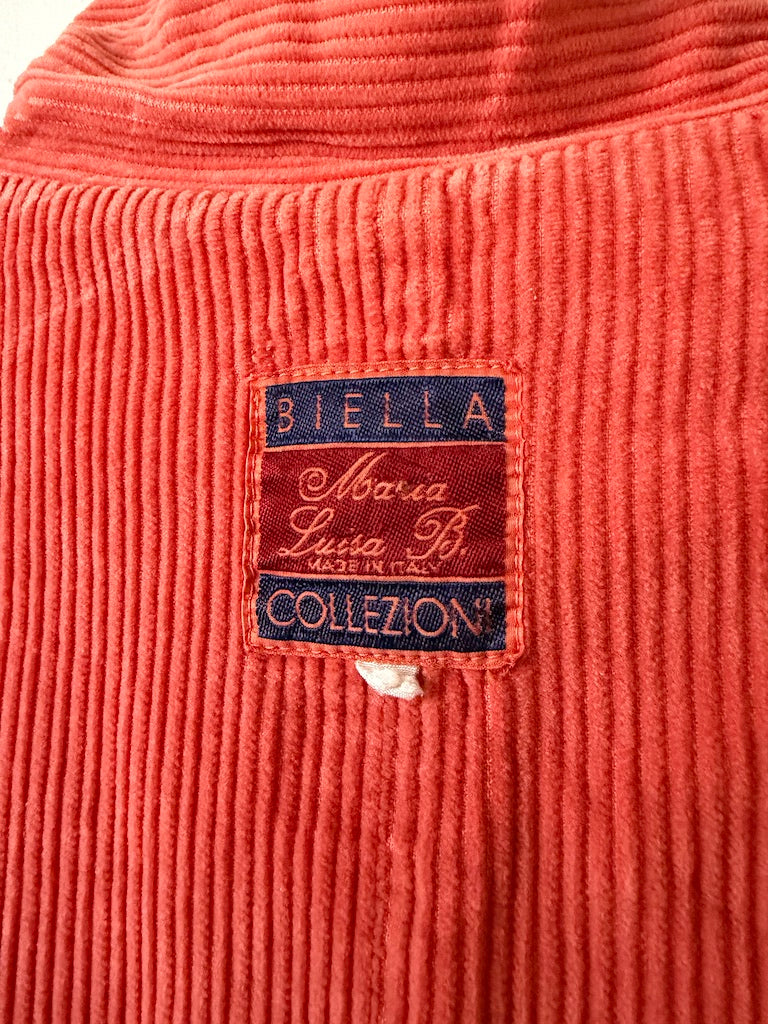 BIELLA
Maria
Luisa B.
MADE IN ITALY
COLLEZIONI